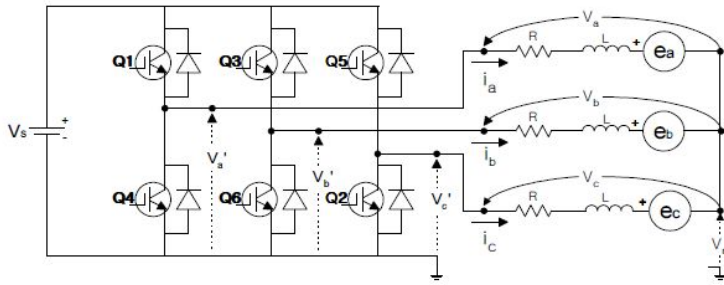 Va
R
L
+
ea
Q1
Q3
Q5
ia
Vb
R
L
+
eb
Vs
+
-
Va'
Vb'
Vc'
ib
Vc
R
L
+
ec
Q4
Q6
Q2
ic